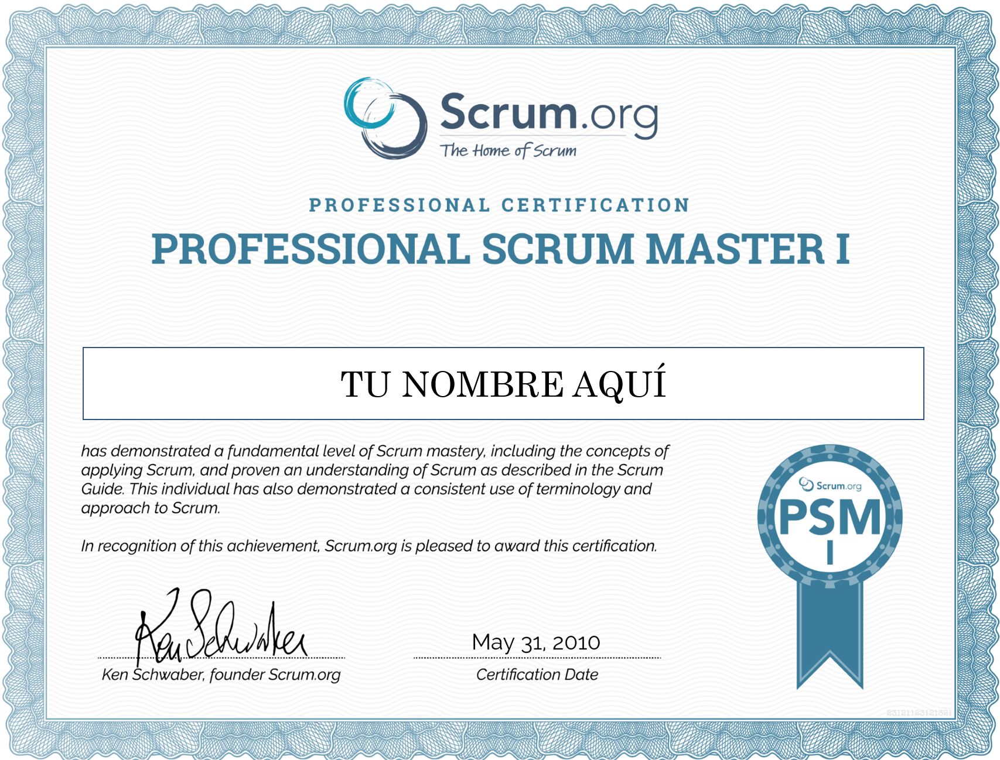 Scrum.org
The Home of Scrum
PROFESSIONAL CERTIFICATION
PROFESSIONAL SCRUM MASTER I
TU NOMBRE AQUÍ
has demonstrated a fundamental level of Scrum mastery, including the concepts of
applying Scrum, and proven an understanding of Scrum as described in the Scrum
Guide. This individual has also demonstrated a consistent use of terminology and
approach to Scrum.
In recognition of this achievement, Scrum.org is pleased to award this certification.
Scrum.org
PSM
I
Ken Schwaber
May 31, 2010
Ken Schwaber, founder Scrum.org
Certification Date